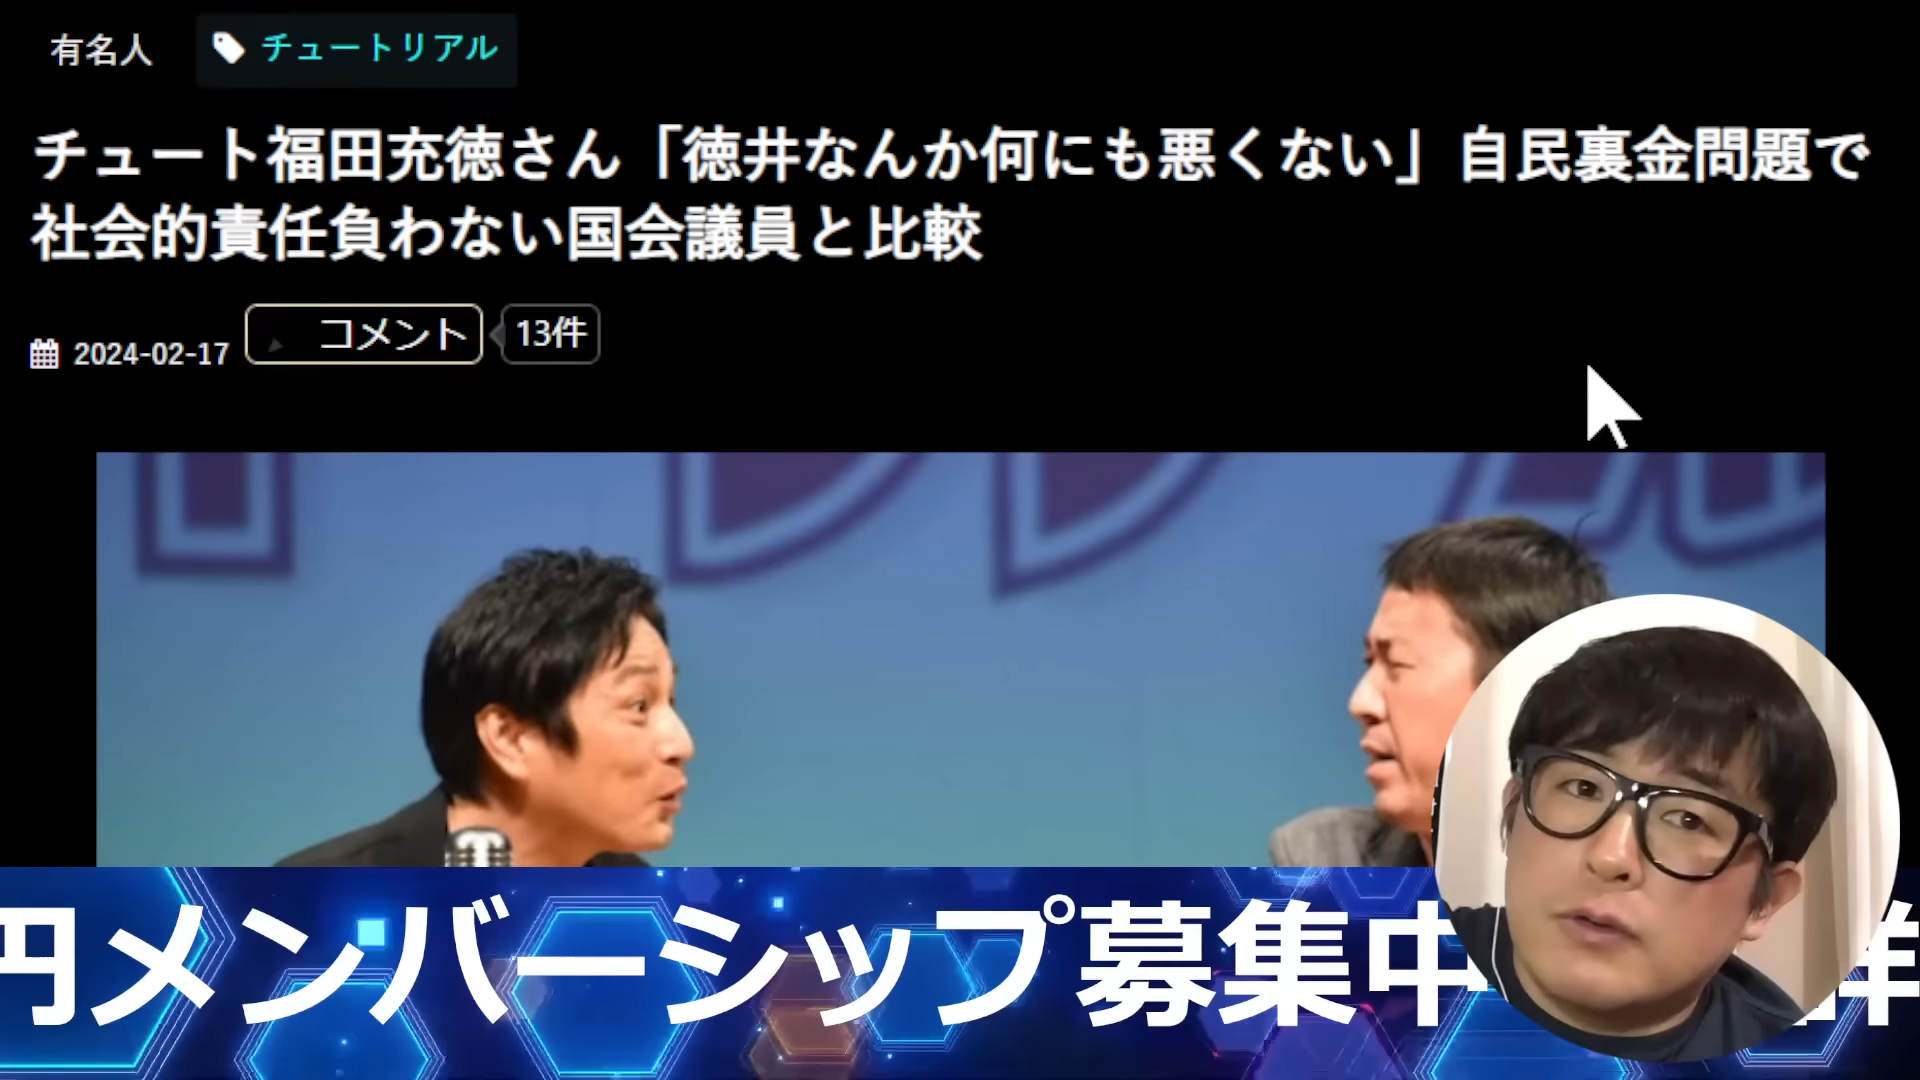 有名人
チュートリアル
チュート福田充徳さん「徳井なんか何にも悪くない」自民裏金問題で
社会的責任負わない国会議員と比較
2024-02-17
コメント
13件
円メンバーシップ募集中